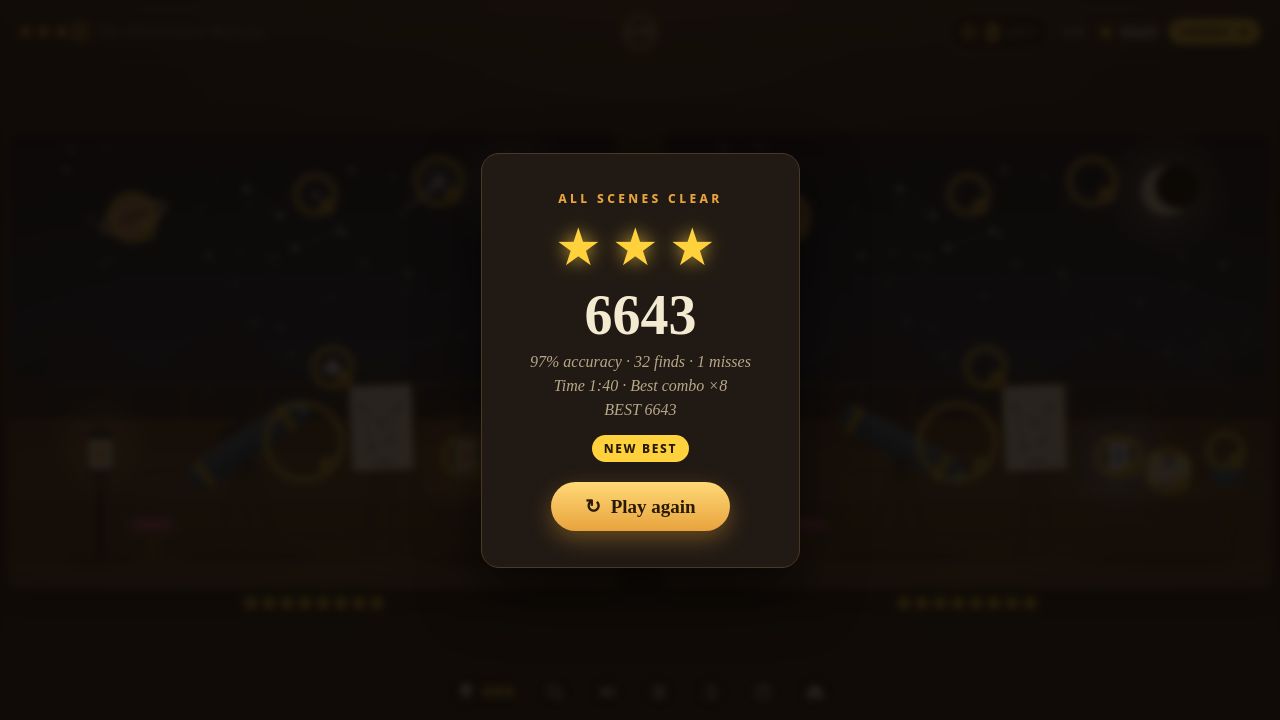 ALL SCENES CLEAR
6643
97% accuracy · 32 finds · 1 misses
Time 1:40 · Best combo ×8
BEST 6643
NEW BEST
↻ Play again